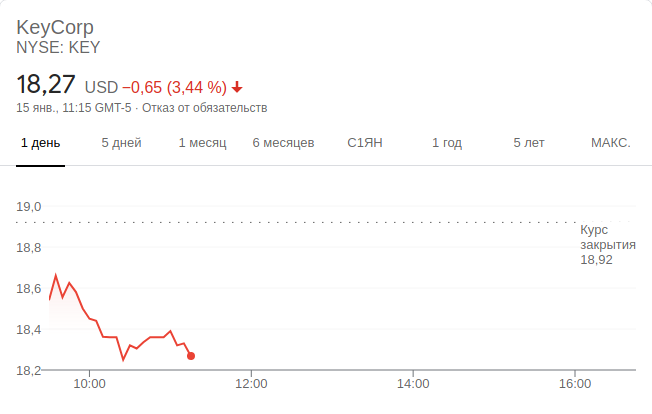 KeyCorp
NYSE: KEY
18,27 USD −0,65 (3,44 %)
15 янв., 11:15 GMT-5 · Отказ от обязательств
1 день 5 дней 1 месяц 6 месяцев С1ЯН 1 год 5 лет МАКС.
19,0
Курс
закрытия
18,92
18,8
18,6
18,4
18,2
10:00 12:00 14:00 16:00